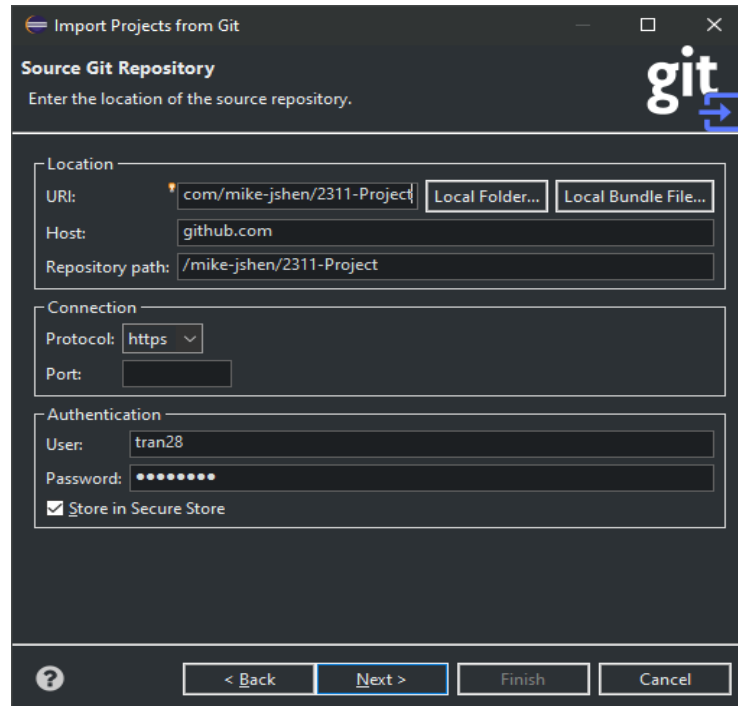 Import Projects from Git
Source Git Repository
Enter the location of the source repository.
git
Location
URI: com/mike-jshen/2311-Project Local Folder... Local Bundle File...
Host: github.com
Repository path: /mike-jshen/2311-Project
Connection
Protocol: https
Port:
Authentication
User: tran28
Password: ●●●●●●●●
Store in Secure Store
? < Back Next > Finish Cancel